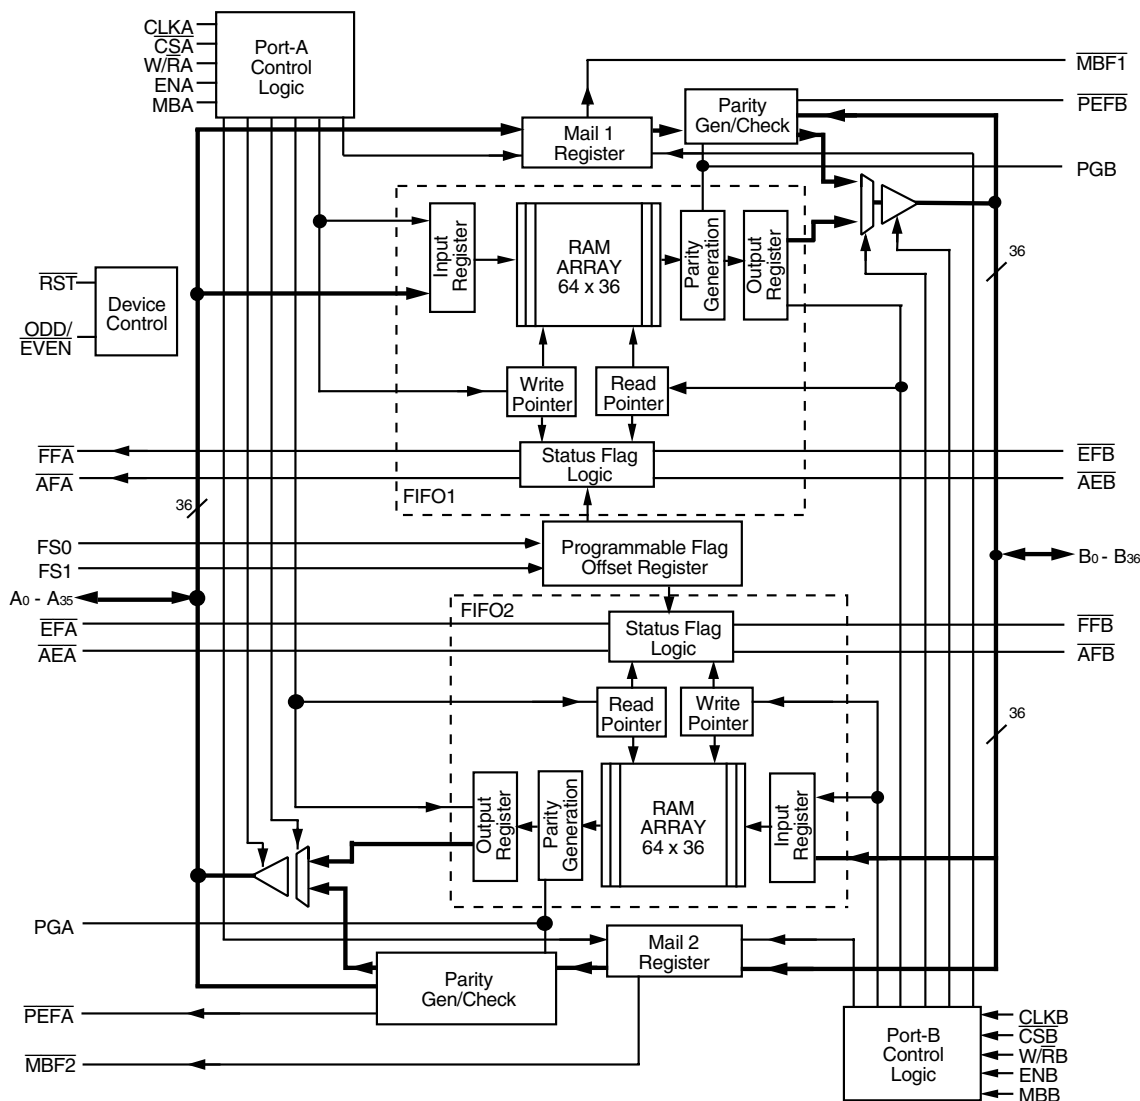 CLKA
CSA
W/RA
ENA
MBA
Port-A
Control
Logic
MBF1
PEFB
PGB
Mail 1
Register
Parity
Gen/Check
Input
Register
RAM
ARRAY
64 x 36
Parity
Generation
Output
Register
36
RST
ODD/
EVEN
Device
Control
Write
Pointer
Read
Pointer
FFA
AFA
Status Flag
Logic
EFB
AEB
FIFO1
36
FS0
FS1
Programmable Flag
Offset Register
A0 - A35
B0 - B36
FIFO2
EFA
AEA
Status Flag
Logic
FFB
AFB
Read
Pointer
Write
Pointer
36
Output
Register
Parity
Generation
RAM
ARRAY
64 x 36
Input
Register
PGA
Mail 2
Register
Parity
Gen/Check
PEFA
MBF2
Port-B
Control
Logic
CLKB
CSB
W/RB
ENB
MBB